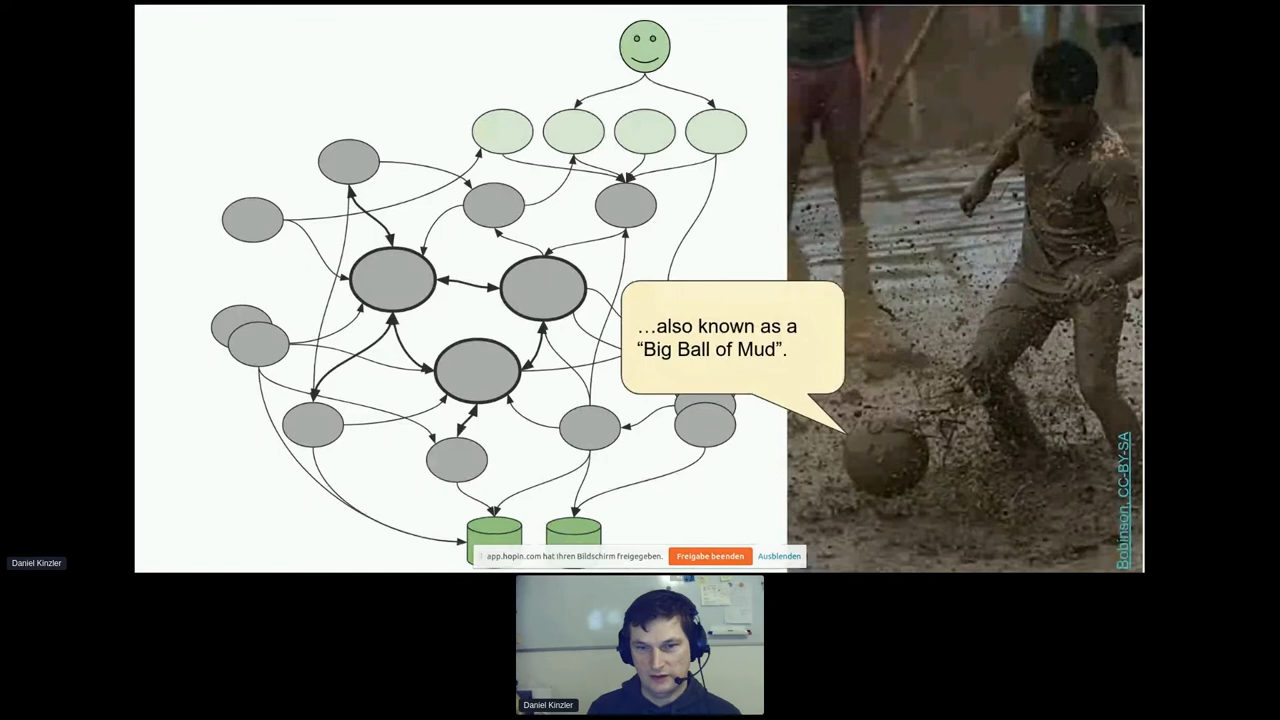 …also known as a
“Big Ball of Mud”.
Bobinson, CC-BY-SA
app.hopin.com hat Ihren Bildschirm freigegeben.
Freigabe beenden
Ausblenden
Daniel Kinzler
Daniel Kinzler